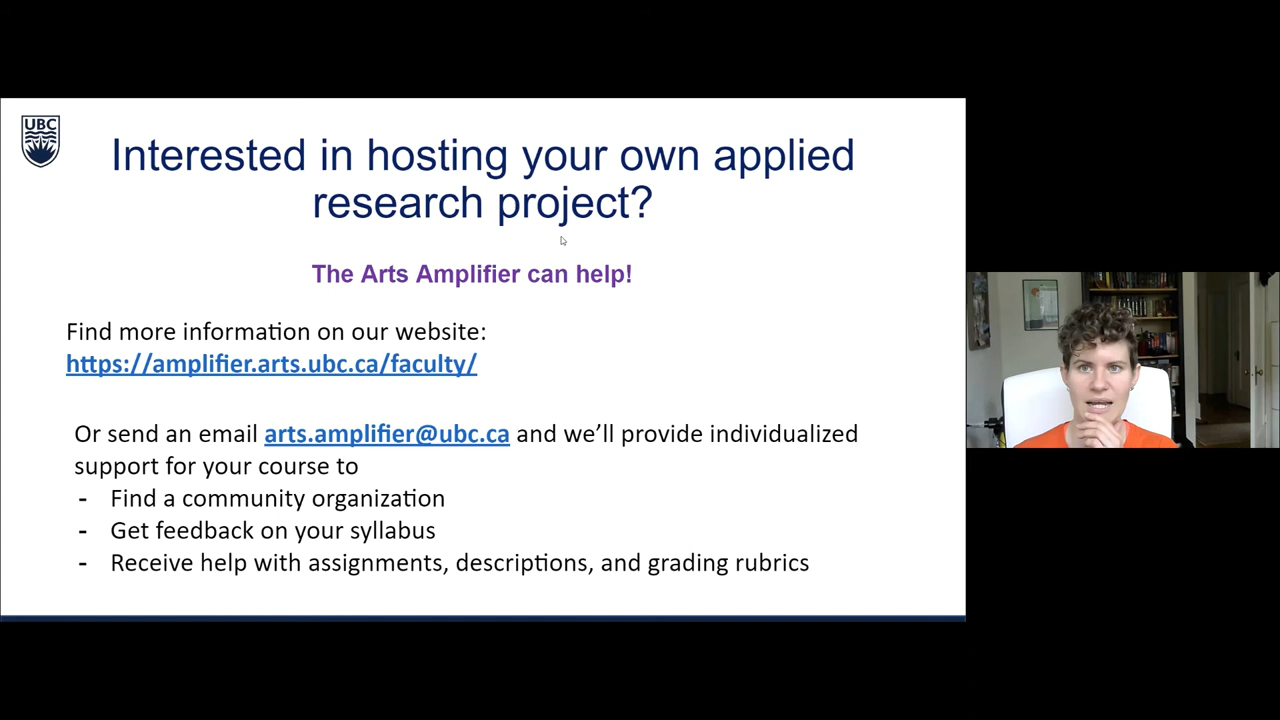 UBC
Interested in hosting your own applied
research project?
The Arts Amplifier can help!
Find more information on our website:
https://amplifier.arts.ubc.ca/faculty/
Or send an email arts.amplifier@ubc.ca and we’ll provide individualized
support for your course to
- Find a community organization
- Get feedback on your syllabus
- Receive help with assignments, descriptions, and grading rubrics